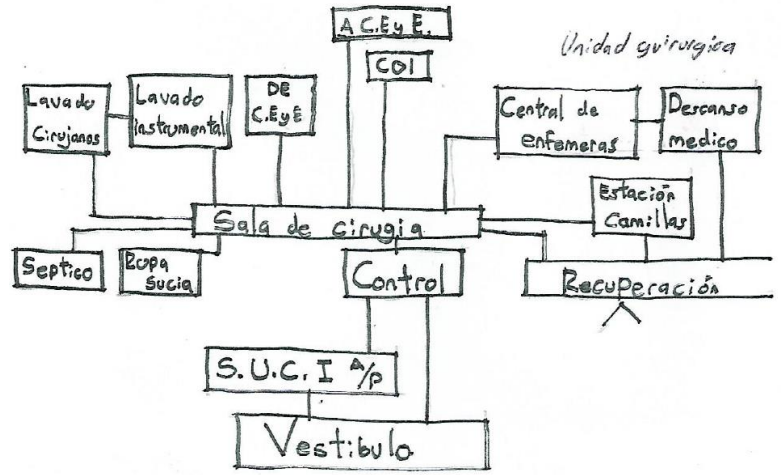 A C.E y E.
Unidad quirurgica
CDI
Lavado
Cirujanos
Lavado
instrumental
DE
C.E y E
Central de
enfemeras
Descanso
medico
Estación
Camillas
Sala de cirugia
Septico
Ropa
Sucia
Control
Recuperación
S.U.C.I A/P
Vestibulo